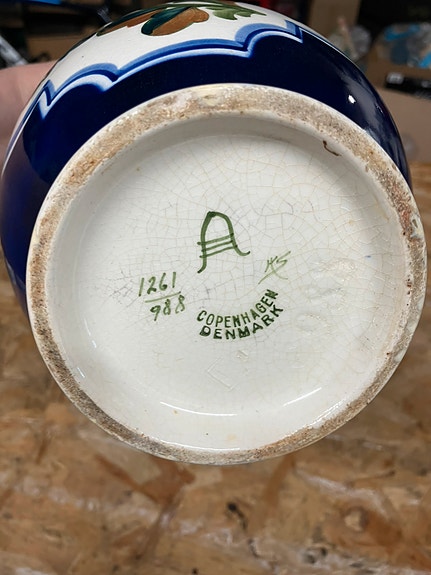 A
1261
988
COPENHAGEN
DENMARK